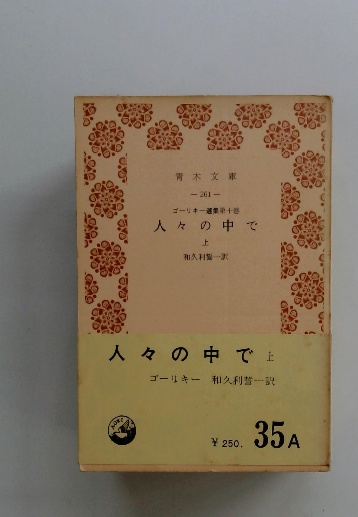 青木文庫
—261—
ゴーリキー選集第十巻
人々の中で
上
和久利誓一訳
人々の中で 上
ゴーリキー 和久利誓一訳
¥250. 35A